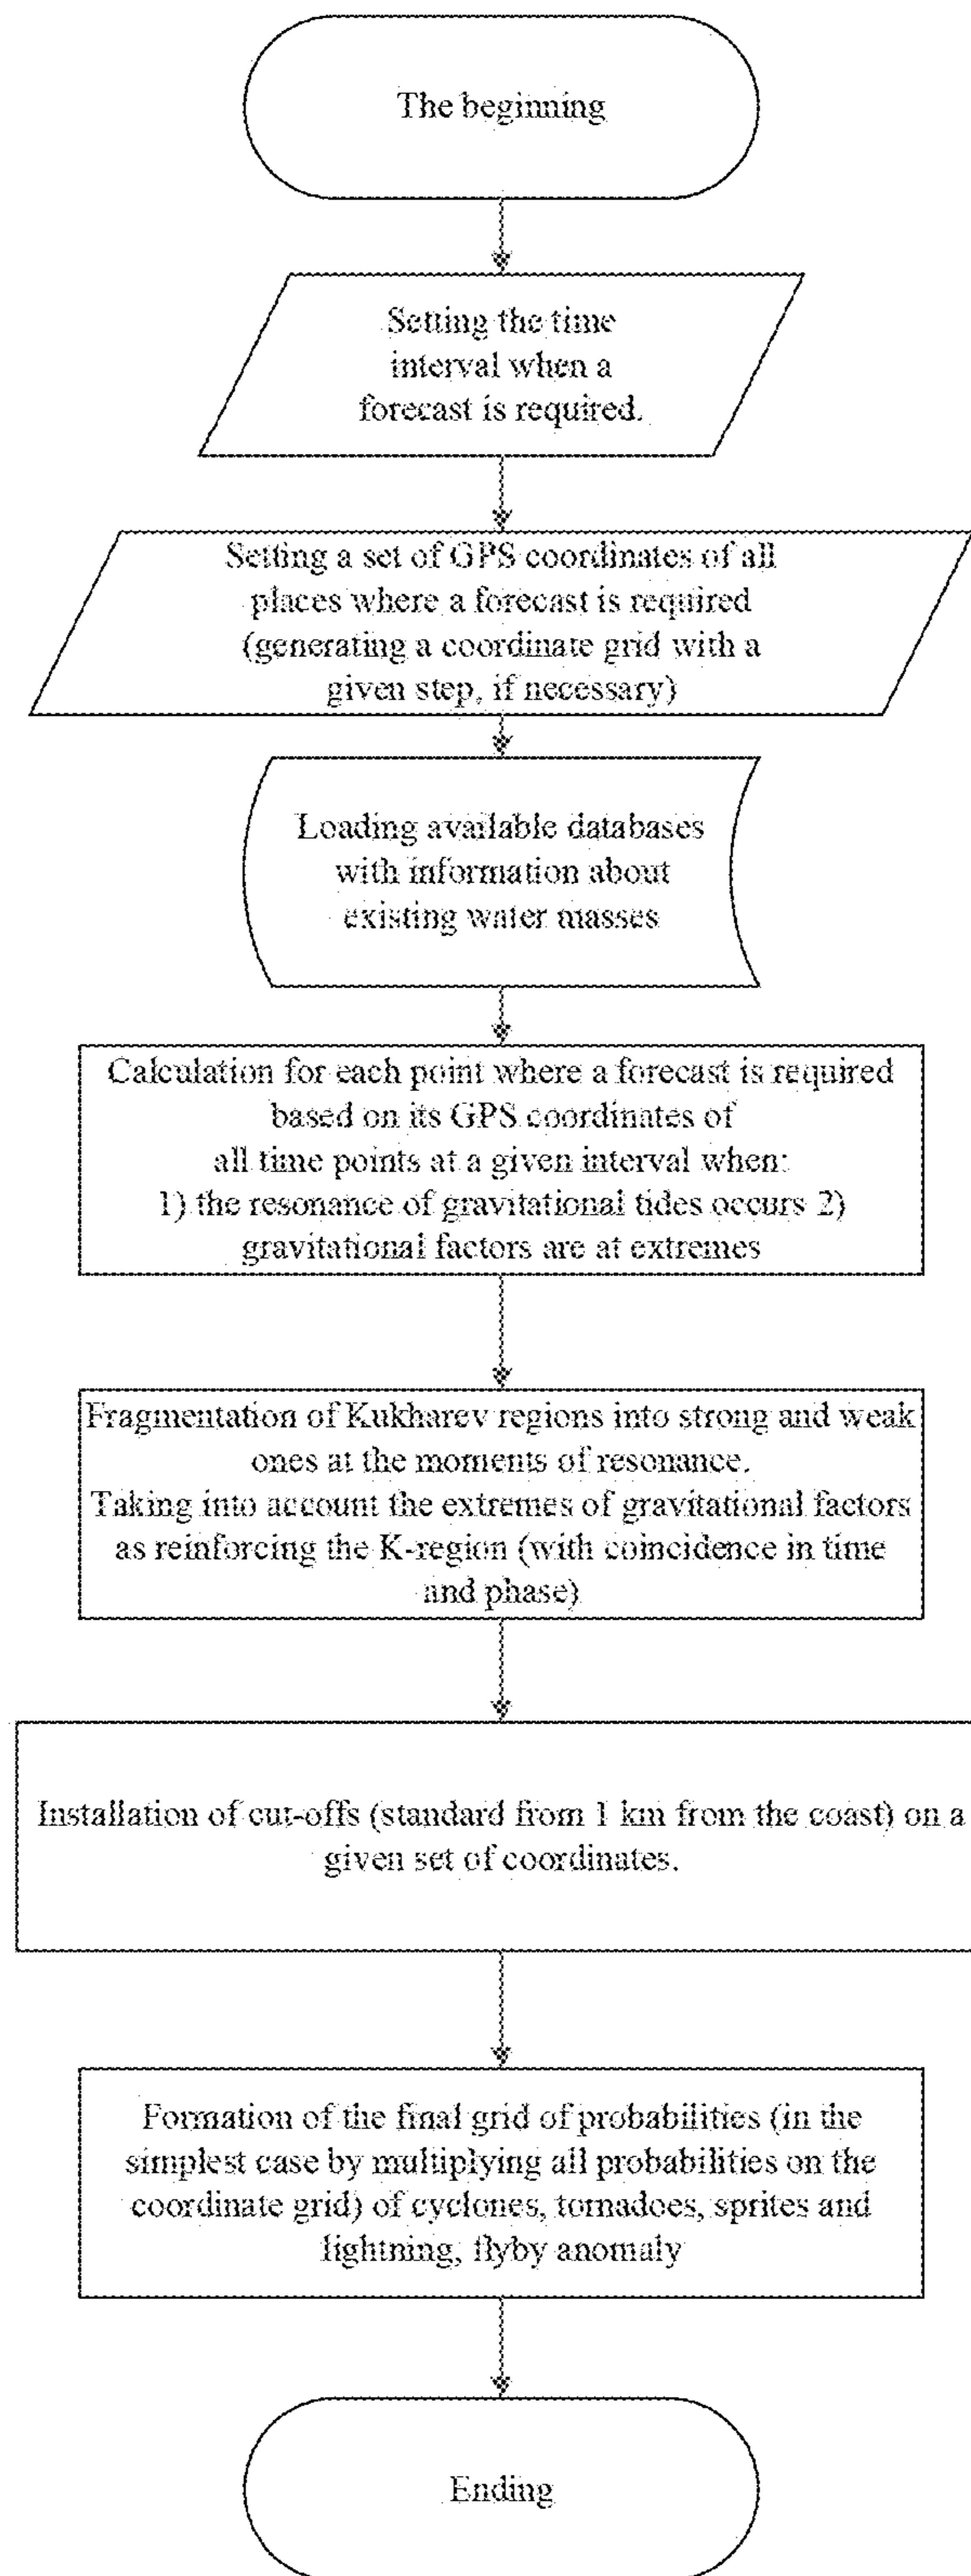 The beginning
Setting the time
interval when a
forecast is required.
Setting a set of GPS coordinates of all
places where a forecast is required
(generating a coordinate grid with a
given step, if necessary)
Loading available databases
with information about
existing water masses
Calculation for each point where a forecast is required
based on its GPS coordinates of
all time points at a given interval when:
1) the resonance of gravitational tides occurs 2)
gravitational factors are at extremes
Fragmentation of Kukharev regions into strong and weak
ones at the moments of resonance.
Taking into account the extremes of gravitational factors
as reinforcing the K-region (with coincidence in time
and phase)
Installation of cut-offs (standard from 1 km from the coast) on a
given set of coordinates.
Formation of the final grid of probabilities (in the
simplest case by multiplying all probabilities on the
coordinate grid) of cyclones, tornadoes, sprites and
lightning, flyby anomaly
Ending